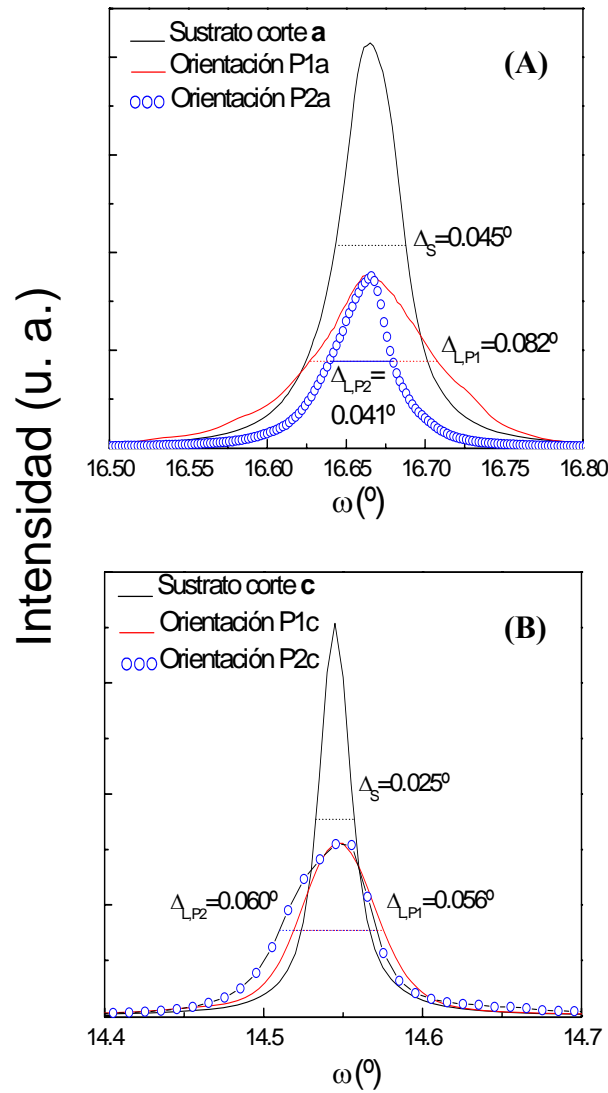 Intensidad (u. a.)
Sustrato corte a
Orientación P1a
Orientación P2a
(A)
ΔS=0.045º
ΔL,P1=0.082º
ΔL,P2=
0.041º
16.50 16.55 16.60 16.65 16.70 16.75 16.80
ω(º)
Sustrato corte c
Orientación P1c
Orientación P2c
(B)
ΔS=0.025º
ΔL,P2=0.060º
ΔL,P1=0.056º
14.4 14.5 14.6 14.7
ω(º)